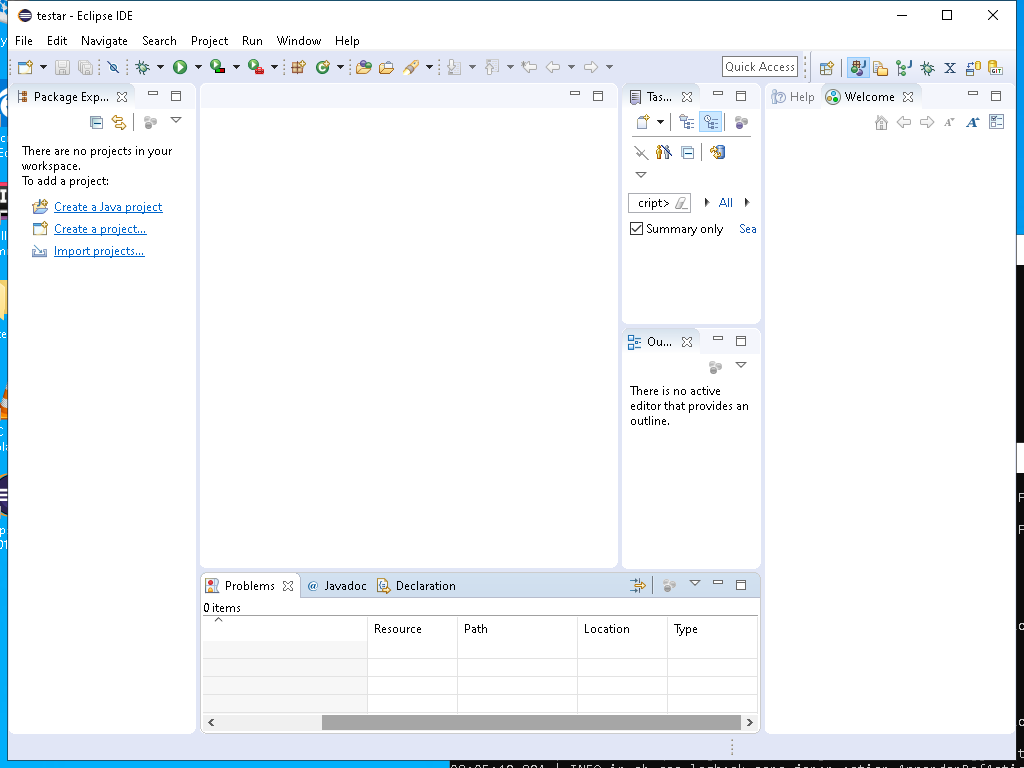 testar - Eclipse IDE
File Edit Navigate Search Project Run Window Help
Quick Access
Package Exp...
Tas...
Help
Welcome
There are no projects in your
workspace.
To add a project:
Create a Java project
Create a project...
Import projects...
cript>
All
Summary only
Sea
Ou...
There is no active
editor that provides an
outline.
Problems
@ Javadoc
Declaration
0 items
Resource Path Location Type